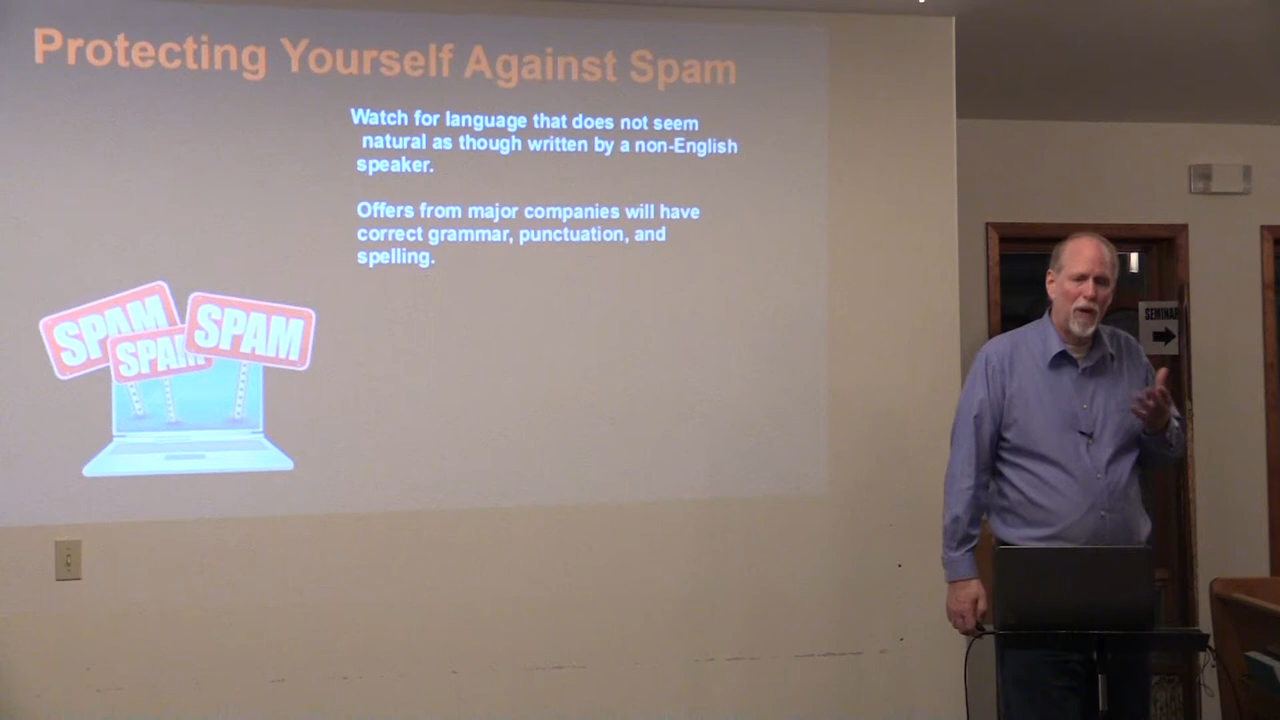 Protecting Yourself Against Spam
Watch for language that does not seem
natural as though written by a non-English
speaker.
Offers from major companies will have
correct grammar, punctuation, and
spelling.
SPAM
SPAM
SPAM
SEMINAR